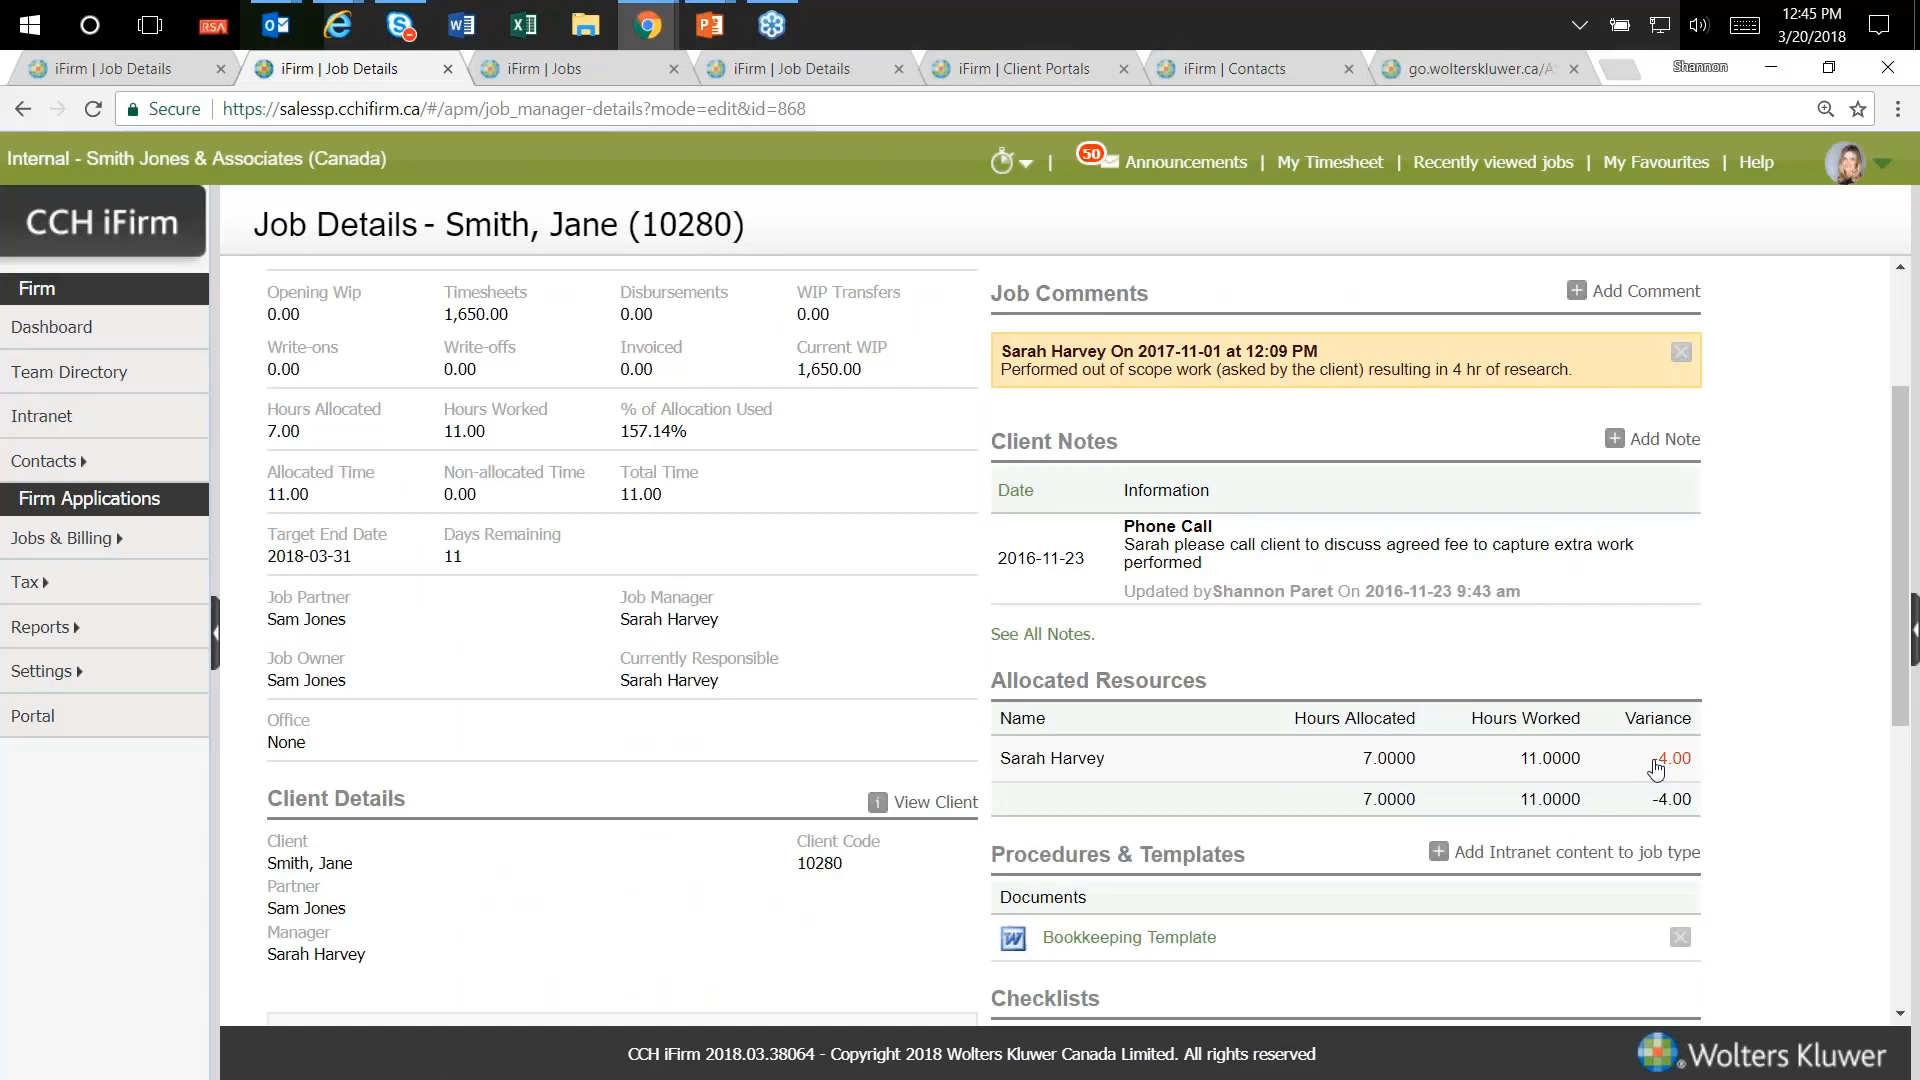 RSA
12:45 PM
3/20/2018
iFirm | Job Details
iFirm | Job Details
iFirm | Jobs
iFirm | Job Details
iFirm | Client Portals
iFirm | Contacts
go.wolterskluwer.ca/A
Shannon
Secure
https://salessp.cchifirm.ca/#/apm/job_manager-details?mode=edit&id=868
Internal - Smith Jones & Associates (Canada)
50
| Announcements | My Timesheet | Recently viewed jobs | My Favourites | Help
CCH iFirm
Firm
Dashboard
Team Directory
Intranet
Contacts
Firm Applications
Jobs & Billing
Tax
Reports
Settings
Portal
Job Details - Smith, Jane (10280)
Opening Wip Timesheets Disbursements WIP Transfers
0.00 1,650.00 0.00 0.00
Write-ons Write-offs Invoiced Current WIP
0.00 0.00 0.00 1,650.00
Hours Allocated Hours Worked % of Allocation Used
7.00 11.00 157.14%
Allocated Time Non-allocated Time Total Time
11.00 0.00 11.00
Target End Date Days Remaining
2018-03-31 11
Job Partner Job Manager
Sam Jones Sarah Harvey
Job Owner Currently Responsible
Sam Jones Sarah Harvey
Office
None
Client Details View Client
Client Client Code
Smith, Jane 10280
Partner
Sam Jones
Manager
Sarah Harvey
Job Comments Add Comment
Sarah Harvey On 2017-11-01 at 12:09 PM
Performed out of scope work (asked by the client) resulting in 4 hr of research.
Client Notes Add Note
Date Information
2016-11-23
Phone Call
Sarah please call client to discuss agreed fee to capture extra work
performed
Updated byShannon Paret On 2016-11-23 9:43 am
See All Notes.
Allocated Resources
Name Hours Allocated Hours Worked Variance
Sarah Harvey 7.0000 11.0000 -4.00
7.0000 11.0000 -4.00
Procedures & Templates Add Intranet content to job type
Documents
Bookkeeping Template
Checklists
CCH iFirm 2018.03.38064 - Copyright 2018 Wolters Kluwer Canada Limited. All rights reserved
Wolters Kluwer